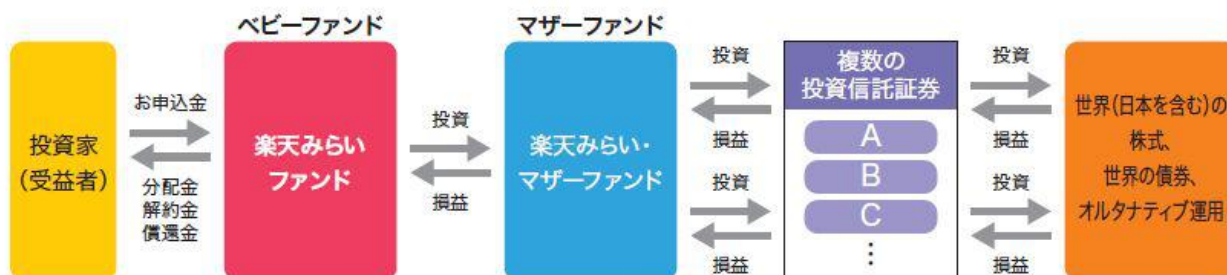 ベビーファンド
マザーファンド
投資家
(受益者)
お申込金
分配金
解約金
償還金
楽天みらい
ファンド
投資
損益
楽天みらい・
マザーファンド
投資
損益
投資
損益
複数の
投資信託証券
A
B
C
⋮
投資
損益
投資
損益
世界(日本を含む)の
株式、
世界の債券、
オルタナティブ運用